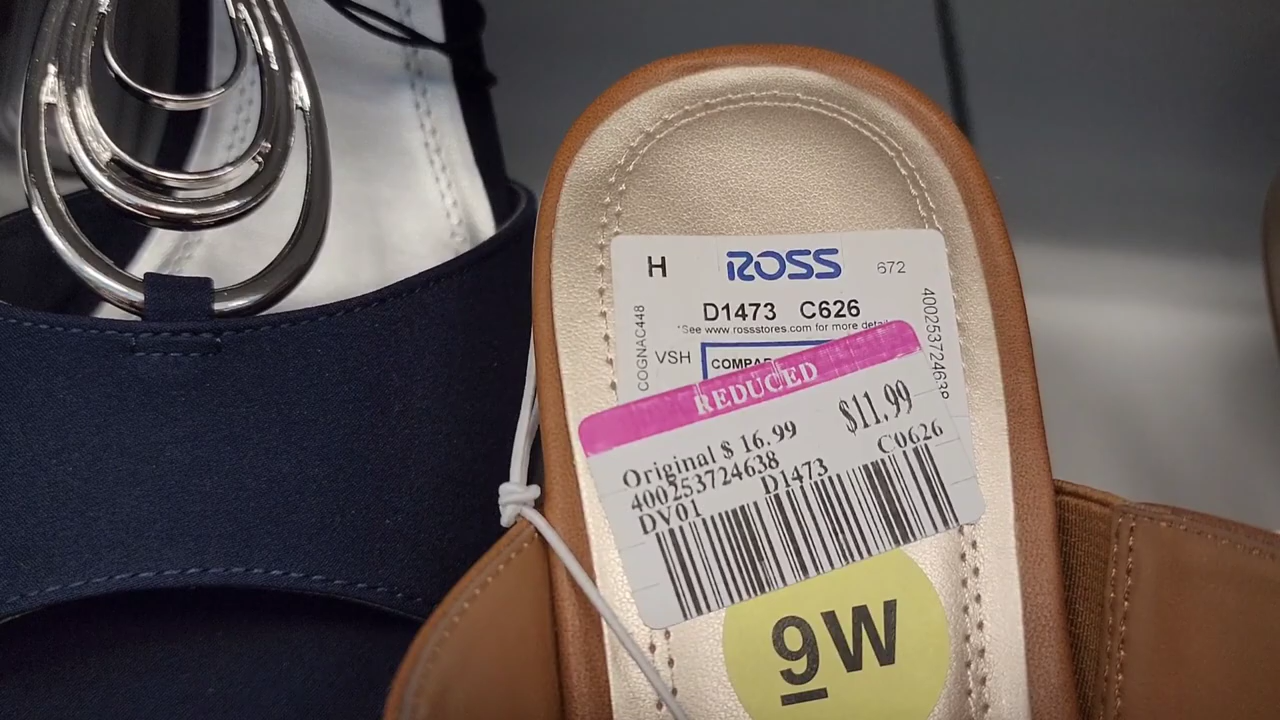 H ROSS 672
D1473 C626
*See www.rossstores.com for more
COGNAC448
VSH
400253724638
REDUCED
Original $ 16.99 $11.99
400253724638
D1473 C0626
DV01
9W